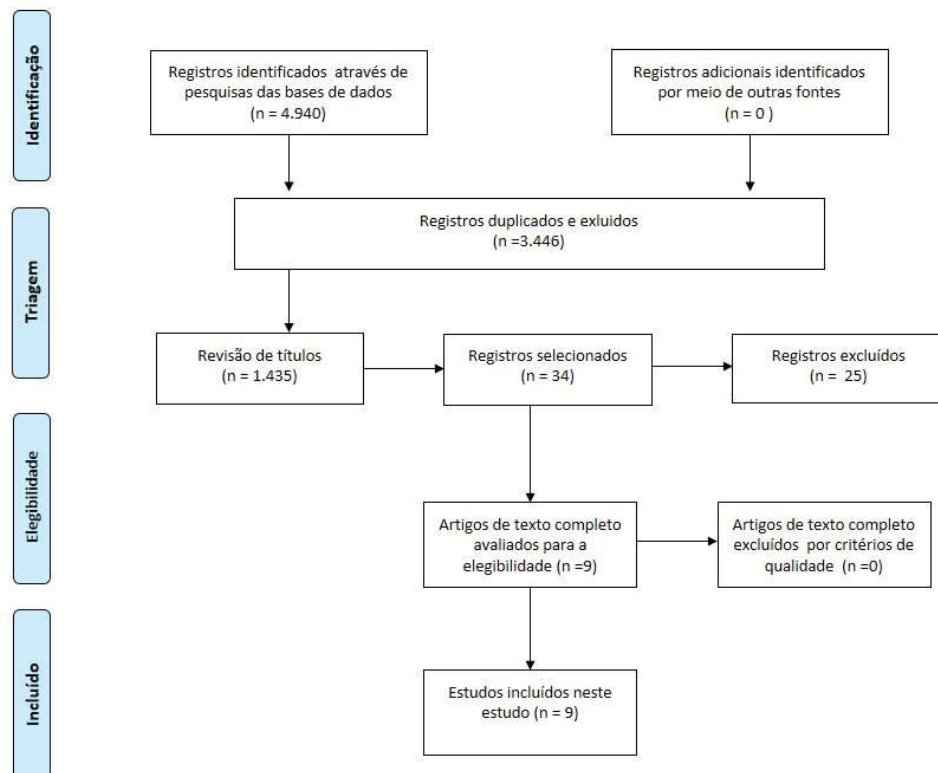 Identificação
Registros identificados através de
pesquisas das bases de dados
(n = 4.940)
Registros adicionais identificados
por meio de outras fontes
(n = 0 )
Triagem
Registros duplicados e exluidos
(n =3.446)
Revisão de títulos
(n = 1.435)
Registros selecionados
(n = 34)
Registros excluídos
(n = 25)
Elegibilidade
Artigos de texto completo
avaliados para a
elegibilidade (n =9)
Artigos de texto completo
excluídos por critérios de
qualidade (n =0)
Incluído
Estudos incluídos neste
estudo (n = 9)